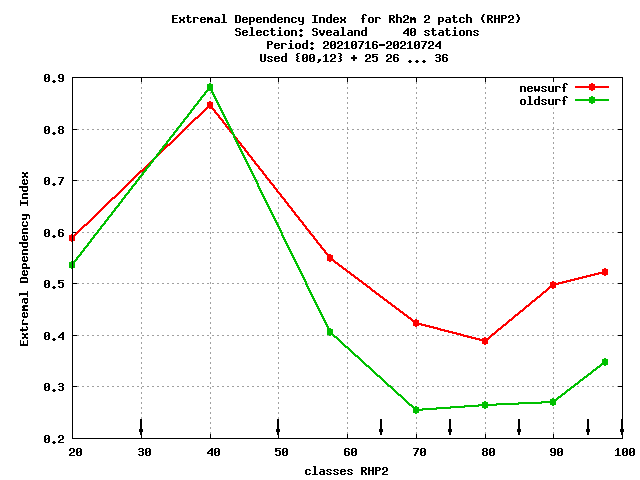 Extremal Dependency Index  for Rh2m 2 patch (RHP2)
Selection: Svealand     40 stations
Period: 20210716-20210724
Used {00,12} + 25 26 ... 36
newsurf
oldsurf
Extremal Dependency Index
0.9
0.8
0.7
0.6
0.5
0.4
0.3
0.2
20 30 40 50 60 70 80 90 100
classes RHP2